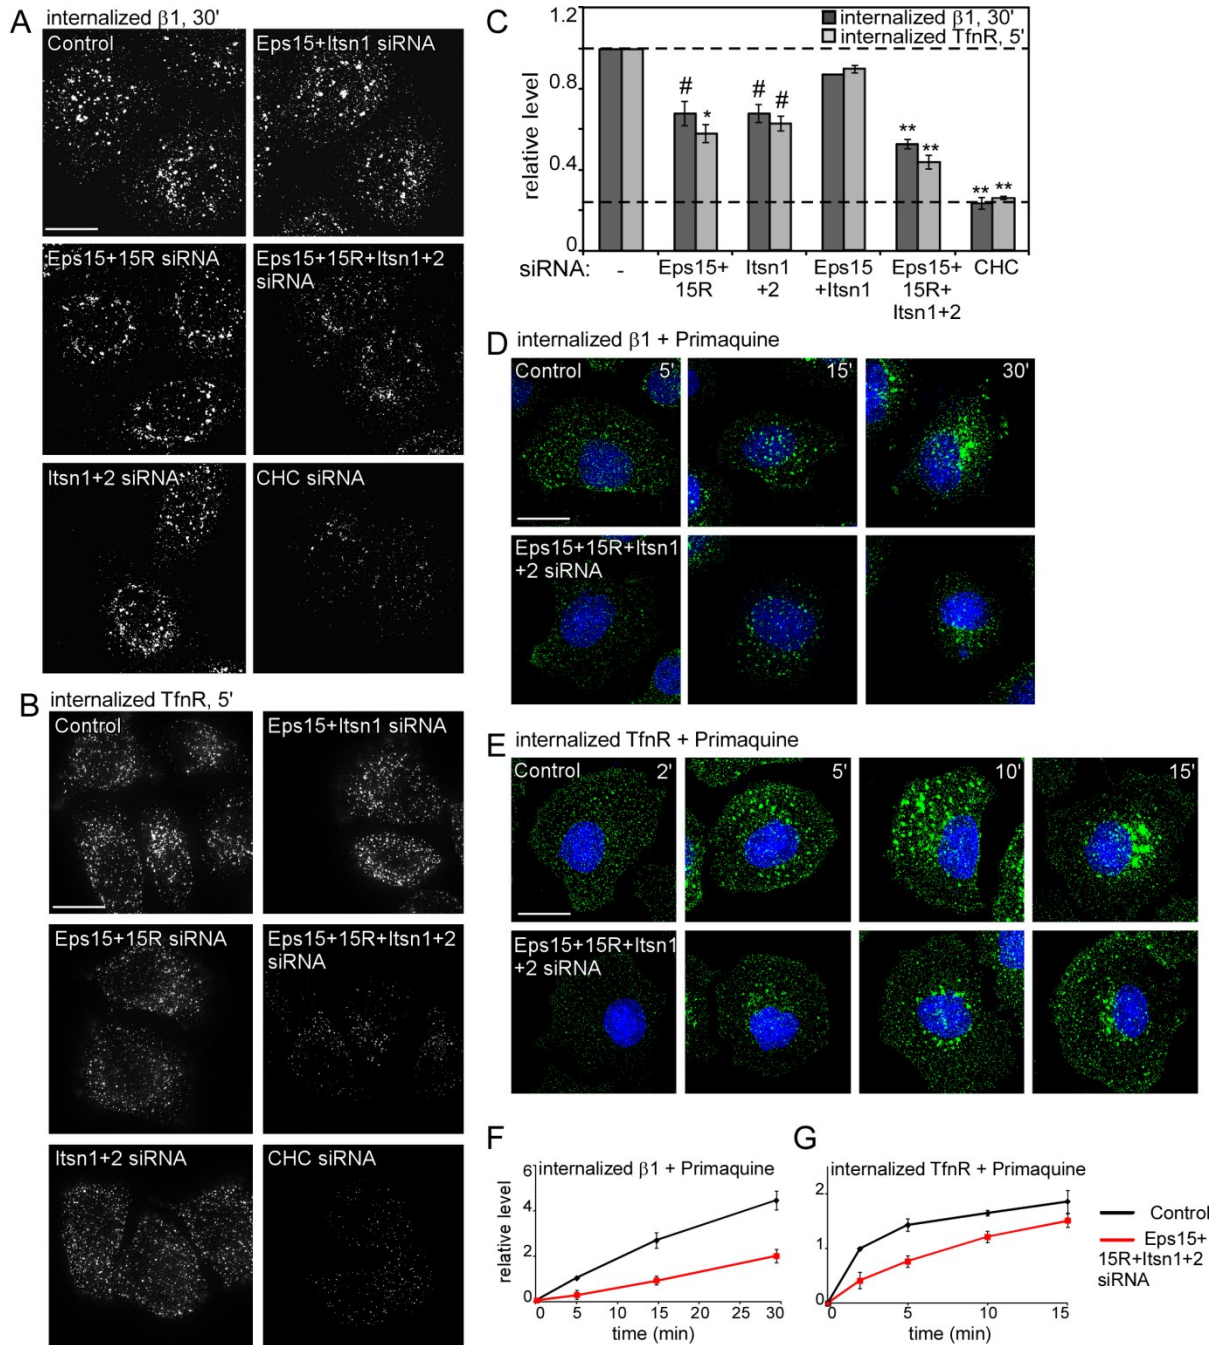 A
internalized β1, 30'
Control
Eps15+Itsn1 siRNA
Eps15+15R siRNA
Eps15+15R+Itsn1+2
siRNA
Itsn1+2 siRNA
CHC siRNA
B
internalized TfnR, 5'
Control
Eps15+Itsn1 siRNA
Eps15+15R siRNA
Eps15+15R+Itsn1+2
siRNA
Itsn1+2 siRNA
CHC siRNA
C
1.2
0.8
0.4
0
relative level
internalized β1, 30'
internalized TfnR, 5'
#
*
#
#
**
**
**
**
siRNA:
-
Eps15+
15R
Itsn1
+2
Eps15
+Itsn1
Eps15+
15R+
Itsn1+2
CHC
D
internalized β1 + Primaquine
Control
5'
15'
30'
Eps15+15R+Itsn1
+2 siRNA
E
internalized TfnR + Primaquine
Control
2'
5'
10'
15'
Eps15+15R+Itsn1
+2 siRNA
F
internalized β1 + Primaquine
6
4
2
0
relative level
0 5 10 15 20 25 30
time (min)
G
internalized TfnR + Primaquine
2
1
0
0 5 10 15
time (min)
Control
Eps15+
15R+Itsn1+2
siRNA